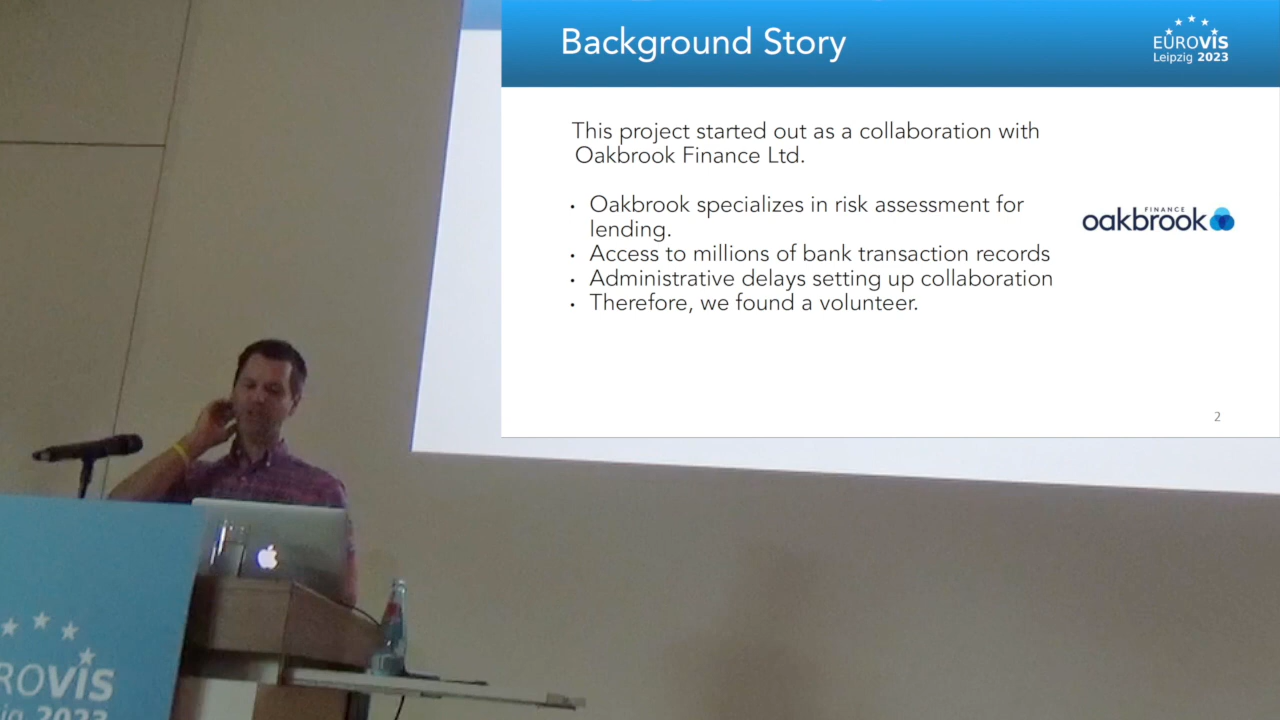 Background Story
EUROVIS
Leipzig 2023
This project started out as a collaboration with
Oakbrook Finance Ltd.
• Oakbrook specializes in risk assessment for
lending.
• Access to millions of bank transaction records
• Administrative delays setting up collaboration
• Therefore, we found a volunteer.
FINANCE
oakbrook
2
ROVIS
zig 2023